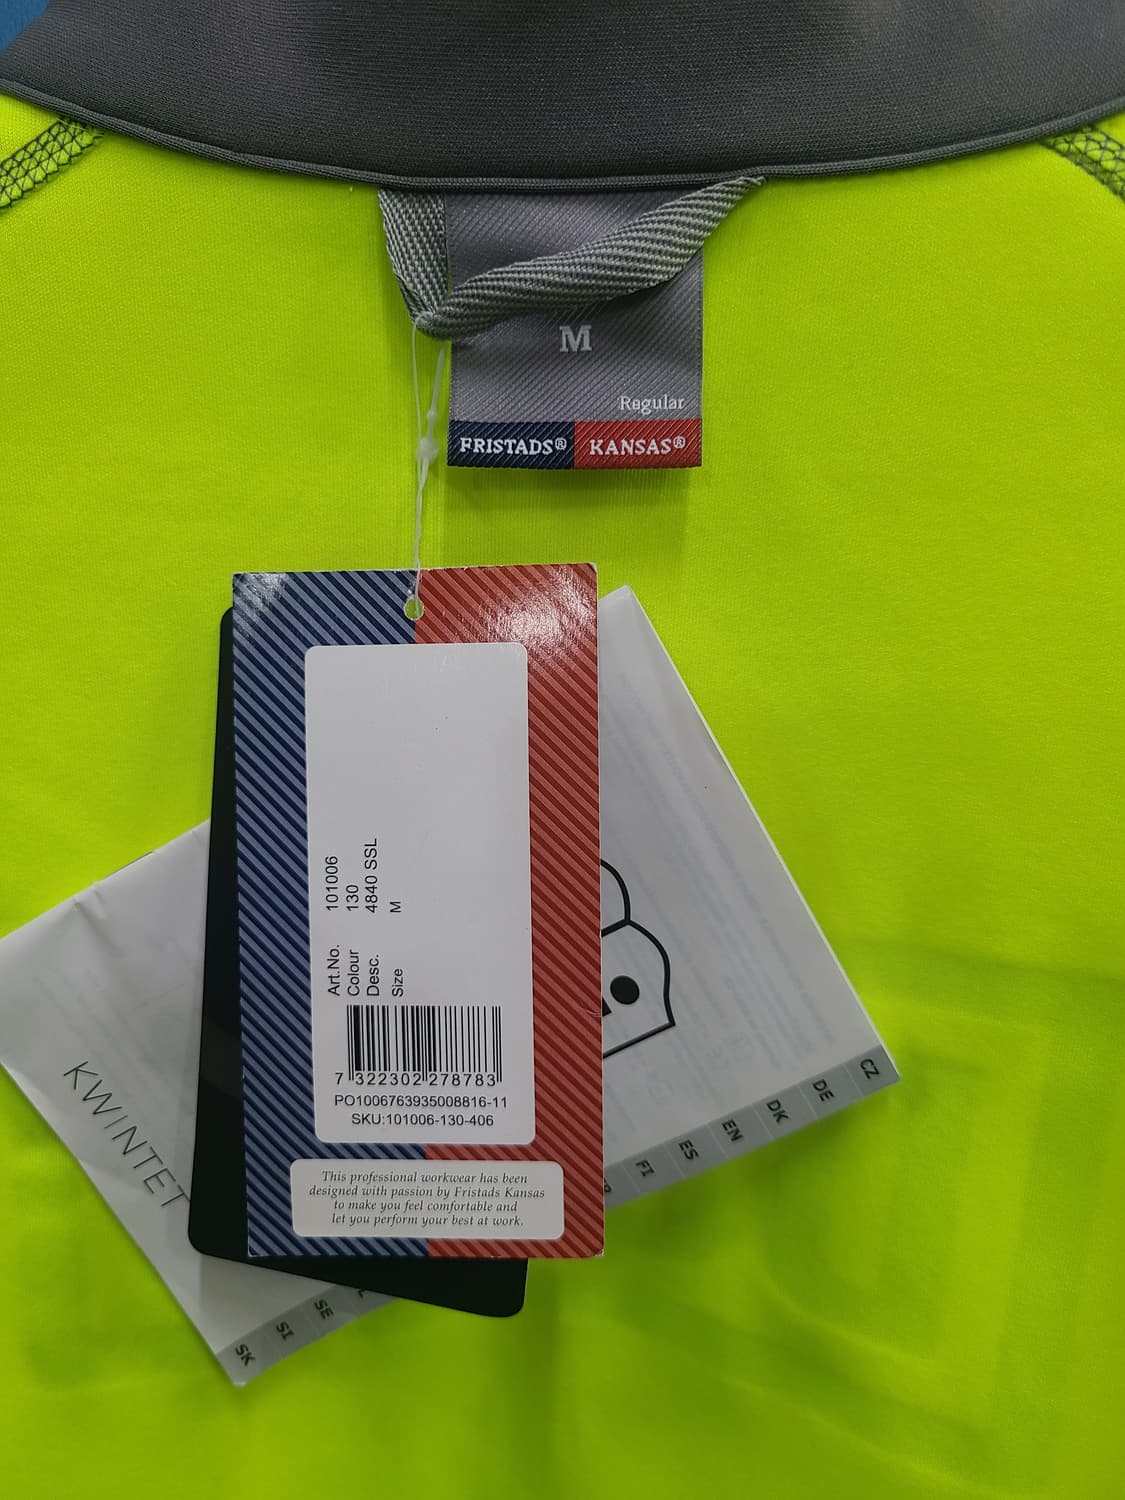 M
Regular
FRISTADS® KANSAS®
Art.No. 101006
Colour 130
Desc. 4840 SSL
Size M
7 322302 278783
PO1006763935008816-11
SKU:101006-130-406
This professional workwear has been
designed with passion by Fristads Kansas
to make you feel comfortable and
let you perform your best at work.
KWINTET
CZ
DE
DK
EN
ES
FI
SE
SI
SK